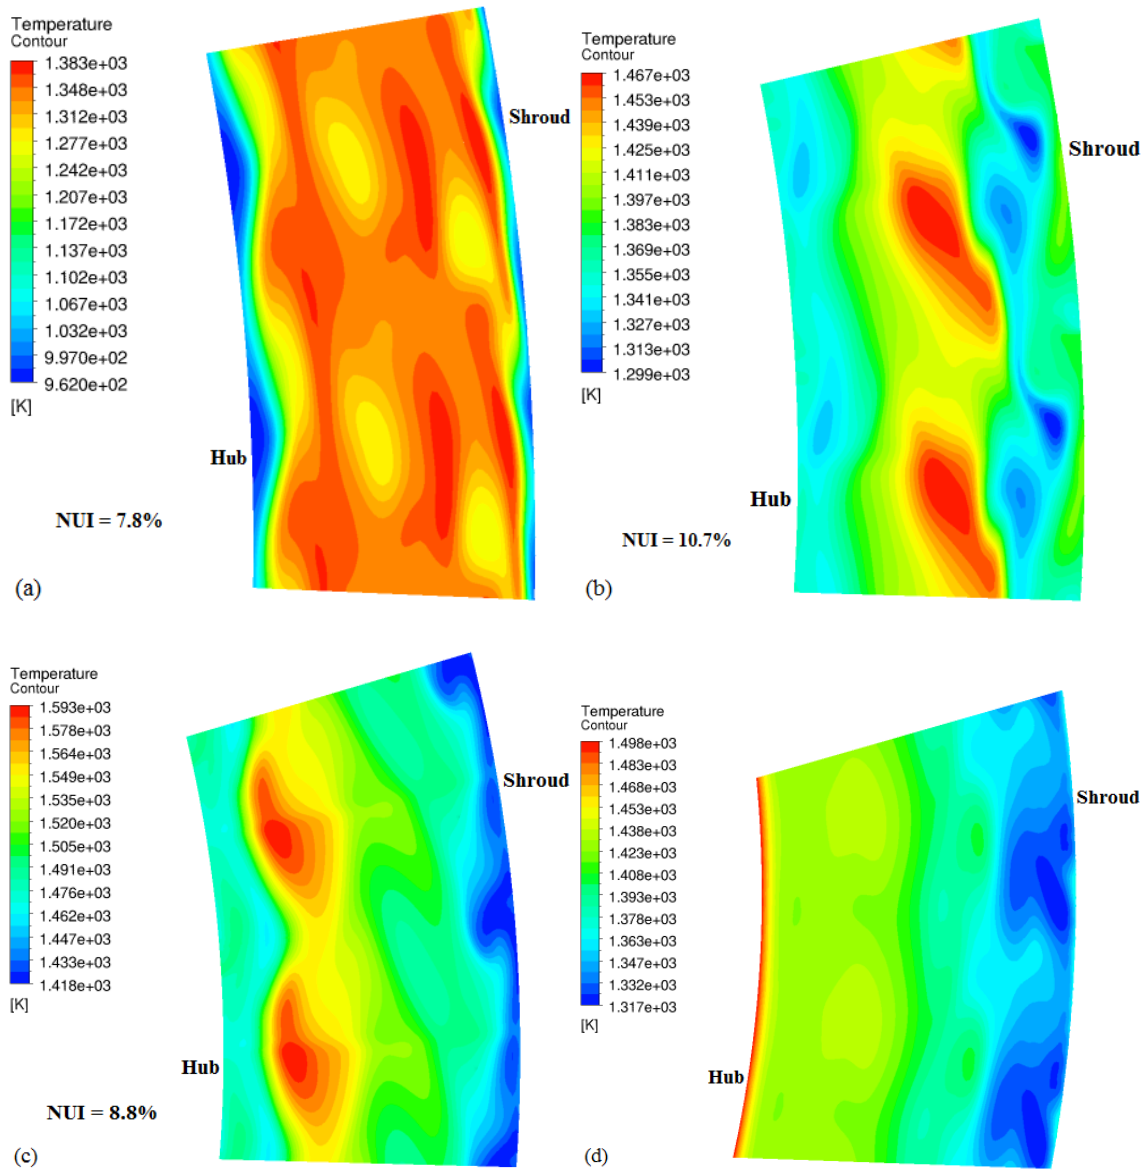 Temperature
Contour
1.383e+03
1.348e+03
1.312e+03
1.277e+03
1.242e+03
1.207e+03
1.172e+03
1.137e+03
1.102e+03
1.067e+03
1.032e+03
9.970e+02
9.620e+02
[K]
Shroud
Hub
NUI = 7.8%
(a)
Temperature
Contour
1.467e+03
1.453e+03
1.439e+03
1.425e+03
1.411e+03
1.397e+03
1.383e+03
1.369e+03
1.355e+03
1.341e+03
1.327e+03
1.313e+03
1.299e+03
[K]
Shroud
Hub
NUI = 10.7%
(b)
Temperature
Contour
1.593e+03
1.578e+03
1.564e+03
1.549e+03
1.535e+03
1.520e+03
1.505e+03
1.491e+03
1.476e+03
1.462e+03
1.447e+03
1.433e+03
1.418e+03
[K]
Shroud
Hub
NUI = 8.8%
(c)
Temperature
Contour
1.498e+03
1.483e+03
1.468e+03
1.453e+03
1.438e+03
1.423e+03
1.408e+03
1.393e+03
1.378e+03
1.363e+03
1.347e+03
1.332e+03
1.317e+03
[K]
Shroud
Hub
(d)